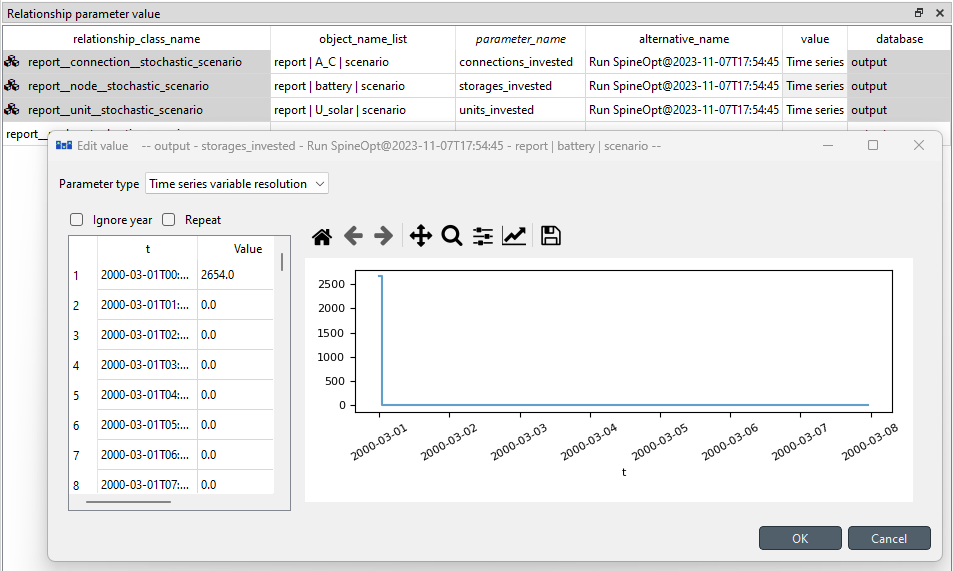 Relationship parameter value
relationship_class_name object_name_list parameter_name alternative_name value database
report__connection__stochastic_scenario report | A_C | scenario connections_invested Run SpineOpt@2023-11-07T17:54:45 Time series output
report__node__stochastic_scenario report | battery | scenario storages_invested Run SpineOpt@2023-11-07T17:54:45 Time series output
report__unit__stochastic_scenario report | U_solar | scenario units_invested Run SpineOpt@2023-11-07T17:54:45 Time series output
Edit value -- output - storages_invested - Run SpineOpt@2023-11-07T17:54:45 - report | battery | scenario --
Parameter type Time series variable resolution
Ignore year Repeat
t Value
1 2000-03-01T00:... 2654.0
2 2000-03-01T01:... 0.0
3 2000-03-01T02:... 0.0
4 2000-03-01T03:... 0.0
5 2000-03-01T04:... 0.0
6 2000-03-01T05:... 0.0
7 2000-03-01T06:... 0.0
8 2000-03-01T07:... 0.0
2500
2000
1500
1000
500
0
2000-03-01 2000-03-02 2000-03-03 2000-03-04 2000-03-05 2000-03-06 2000-03-07 2000-03-08
t
OK Cancel